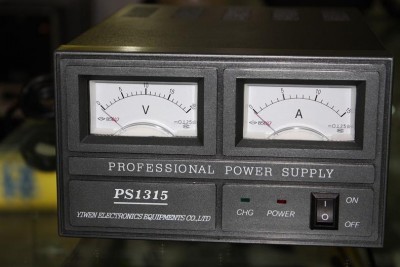 V
A
PROFESSIONAL POWER SUPPLY
PS1315
YIWEN ELECTRONICS EQUIPMENTS CO.,LTD
CHG POWER
ON
OFF